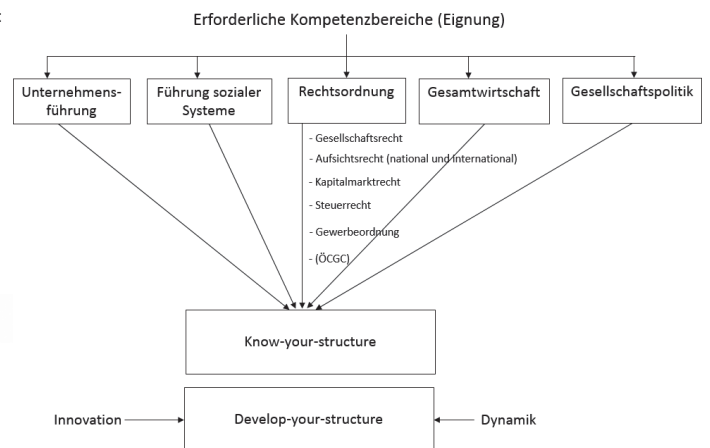 Erforderliche Kompetenzbereiche (Eignung)
Unternehmens-
führung
Führung sozialer
Systeme
Rechtsordnung
Gesamtwirtschaft
Gesellschaftspolitik
- Gesellschaftsrecht
- Aufsichtsrecht (national und international)
- Kapitalmarktrecht
- Steuerrecht
- Gewerbeordnung
- (ÖCGC)
Know-your-structure
Innovation
Develop-your-structure
Dynamik